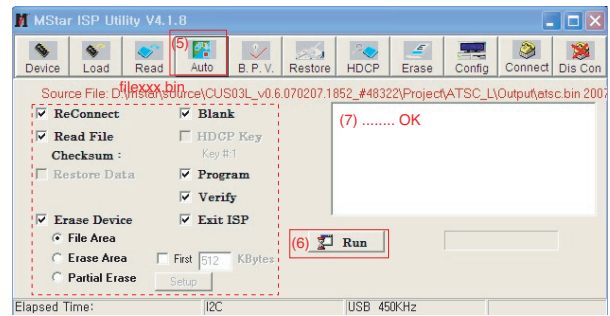 MStar ISP Utility V4.1.8
(5)
Device Load Read Auto B. P. V. Restore HDCP Erase Config Connect Dis Con
filexxx.bin
Source File: D:\mstar\source\CUS03L_v0.6.070207.1852_#48322\Project\ATSC_L\Output\atsc.bin 2007
ReConnect Blank
(7) ........ OK
Read File HDCP Key
Checksum : Key #:1
Restore Data Program
Verify
Erase Device Exit ISP
File Area
(6) Run
Erase Area First 512 KBytes
Partial Erase Setup
Elapsed Time: I2C USB 450KHz